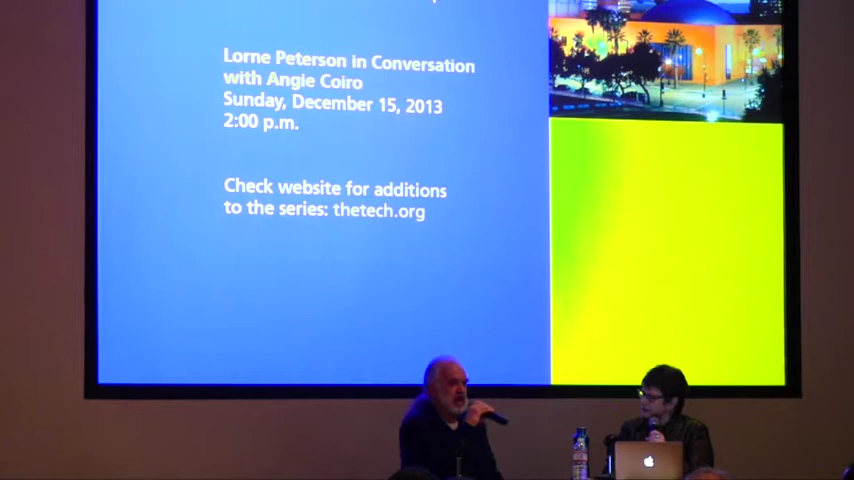 Lorne Peterson in Conversation
with Angie Coiro
Sunday, December 15, 2013
2:00 p.m.
Check website for additions
to the series: thetech.org